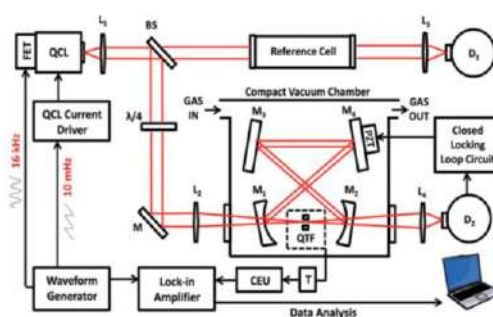 FET
QCL
L₁
BS
Reference Cell
L₃
D₁
QCL Current
Driver
16 kHz
10 mHz
λ/4
Compact Vacuum Chamber
GAS
IN
GAS
OUT
M₃
M₄
PZT
Closed
Locking
Loop Circuit
M
L₂
M₁
M₂
QTF
L₄
D₂
Waveform
Generator
Lock-in
Amplifier
CEU
T
Data Analysis